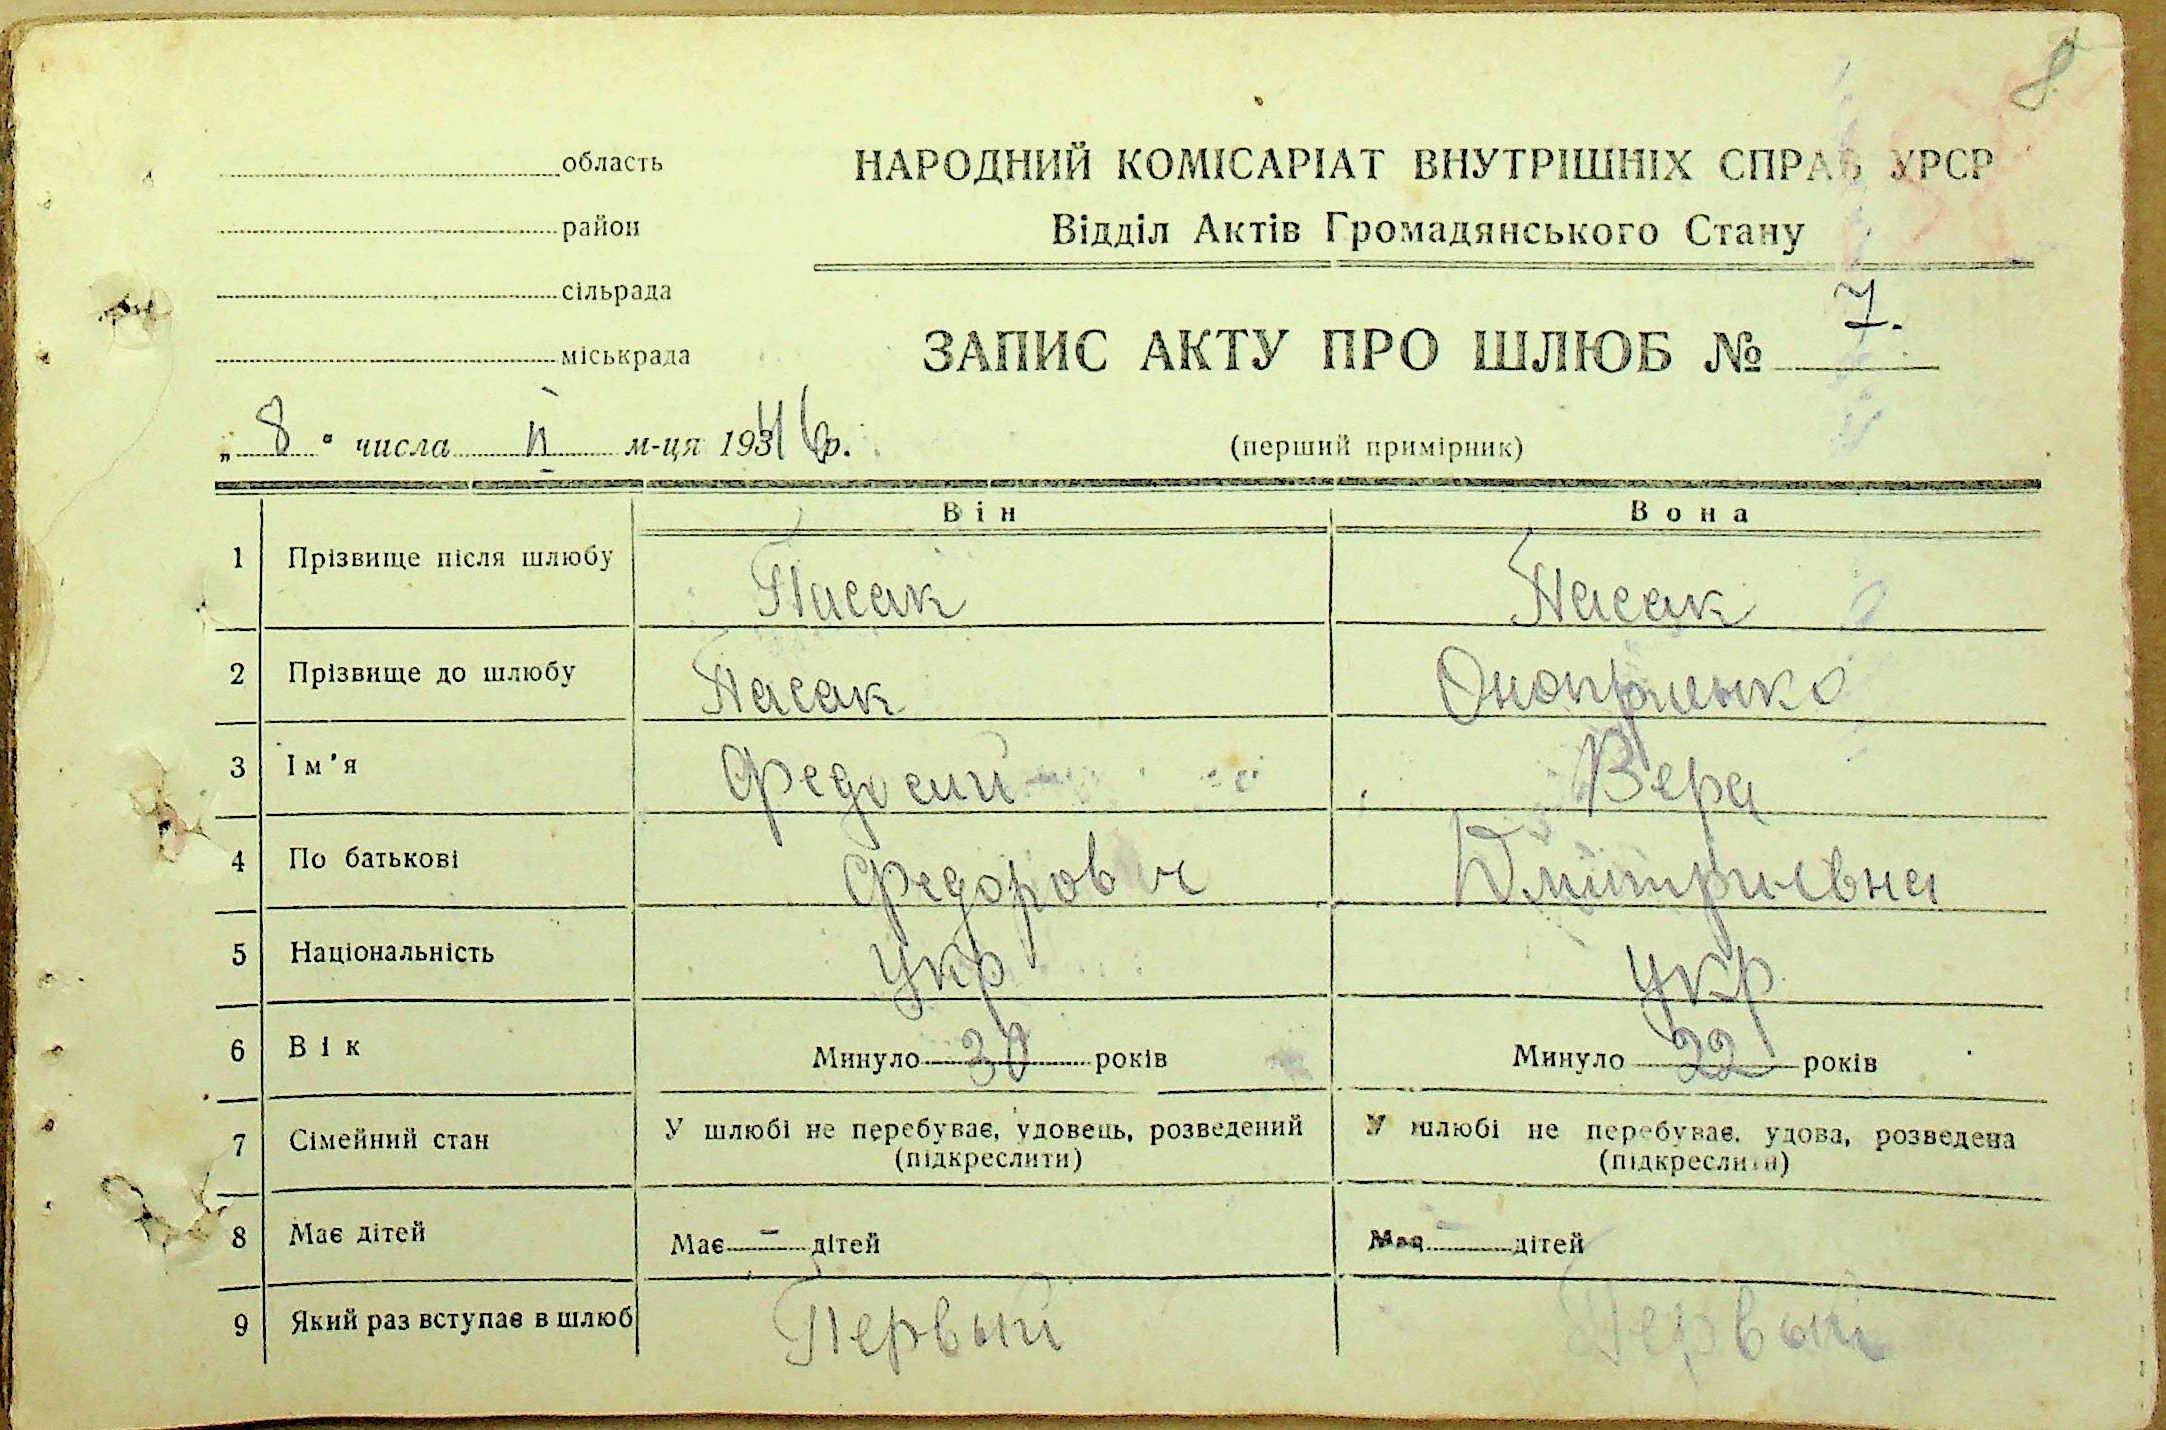 8
область
район
сільрада
міськрада
НАРОДНИЙ КОМІСАРІАТ ВНУТРІШНІХ СПРАВ УРСР
Відділ Актів Громадянського Стану
ЗАПИС АКТУ ПРО ШЛЮБ № 7.
„ 8 " числа II м-ця 1946 р.
(перший примірник)
Він Вона
1 Прізвище після шлюбу Пасак Пасак
2 Прізвище до шлюбу Пасак Оноприенко
3 Ім'я Федосий Вера
4 По батькові Федорович Дмитриевна
5 Національність Укр Укр
6 Вік Минуло 30 років Минуло 22 років
7 Сімейний стан У шлюбі не перебуває, удовець, розведений У шлюбі не перебуває, удова, розведена
(підкреслити) (підкреслити)
8 Має дітей Має – дітей Має – дітей
9 Який раз вступає в шлюб Первый Первый